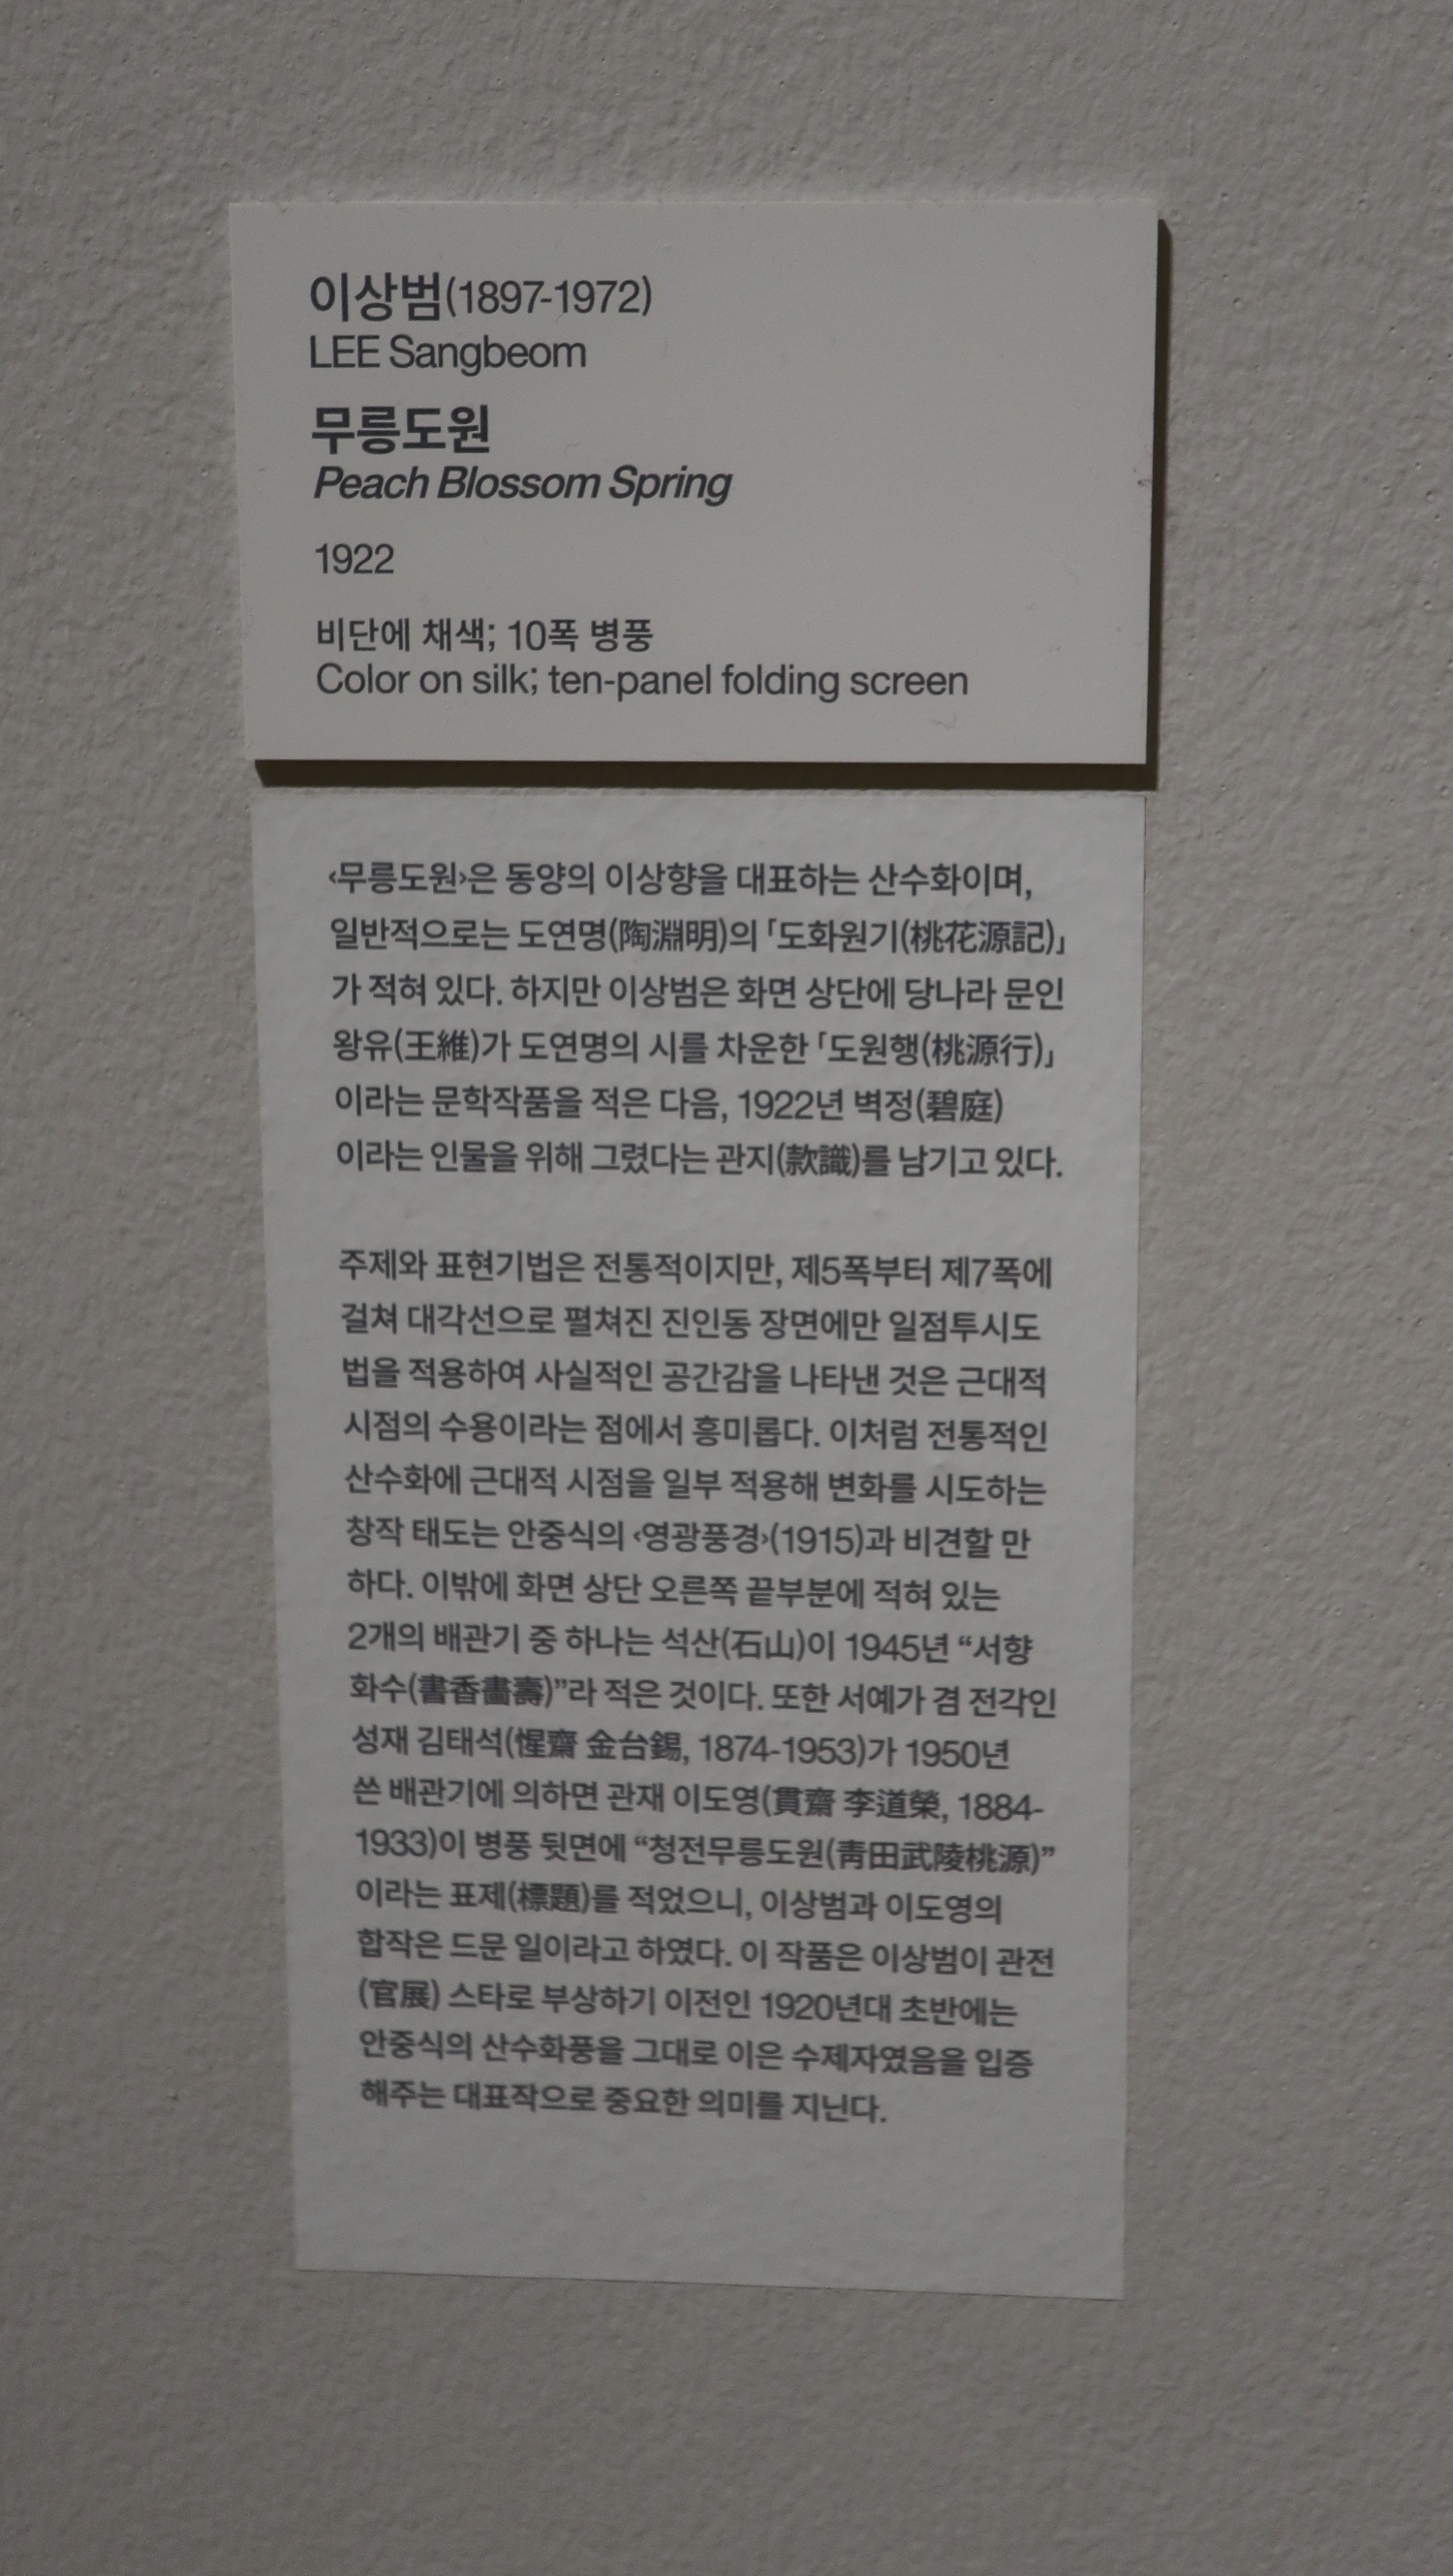 이상범(1897-1972)
LEE Sangbeom
무릉도원
Peach Blossom Spring
1922
비단에 채색; 10폭 병풍
Color on silk; ten-panel folding screen
‹무릉도원›은 동양의 이상향을 대표하는 산수화이며,
일반적으로는 도연명(陶淵明)의 「도화원기(桃花源記)」
가 적혀 있다. 하지만 이상범은 화면 상단에 당나라 문인
왕유(王維)가 도연명의 시를 차운한 「도원행(桃源行)」
이라는 문학작품을 적은 다음, 1922년 벽정(碧庭)
이라는 인물을 위해 그렸다는 관지(款識)를 남기고 있다.
주제와 표현기법은 전통적이지만, 제5폭부터 제7폭에
걸쳐 대각선으로 펼쳐진 진인동 장면에만 일점투시도
법을 적용하여 사실적인 공간감을 나타낸 것은 근대적
시점의 수용이라는 점에서 흥미롭다. 이처럼 전통적인
산수화에 근대적 시점을 일부 적용해 변화를 시도하는
창작 태도는 안중식의 ‹영광풍경›(1915)과 비견할 만
하다. 이밖에 화면 상단 오른쪽 끝부분에 적혀 있는
2개의 배관기 중 하나는 석산(石山)이 1945년 “서향
화수(書香畵壽)”라 적은 것이다. 또한 서예가 겸 전각인
성재 김태석(惺齋 金台錫, 1874-1953)가 1950년
쓴 배관기에 의하면 관재 이도영(貫齋 李道榮, 1884-
1933)이 병풍 뒷면에 “청전무릉도원(靑田武陵桃源)”
이라는 표제(標題)를 적었으니, 이상범과 이도영의
합작은 드문 일이라고 하였다. 이 작품은 이상범이 관전
(官展) 스타로 부상하기 이전인 1920년대 초반에는
안중식의 산수화풍을 그대로 이은 수제자였음을 입증
해주는 대표작으로 중요한 의미를 지닌다.